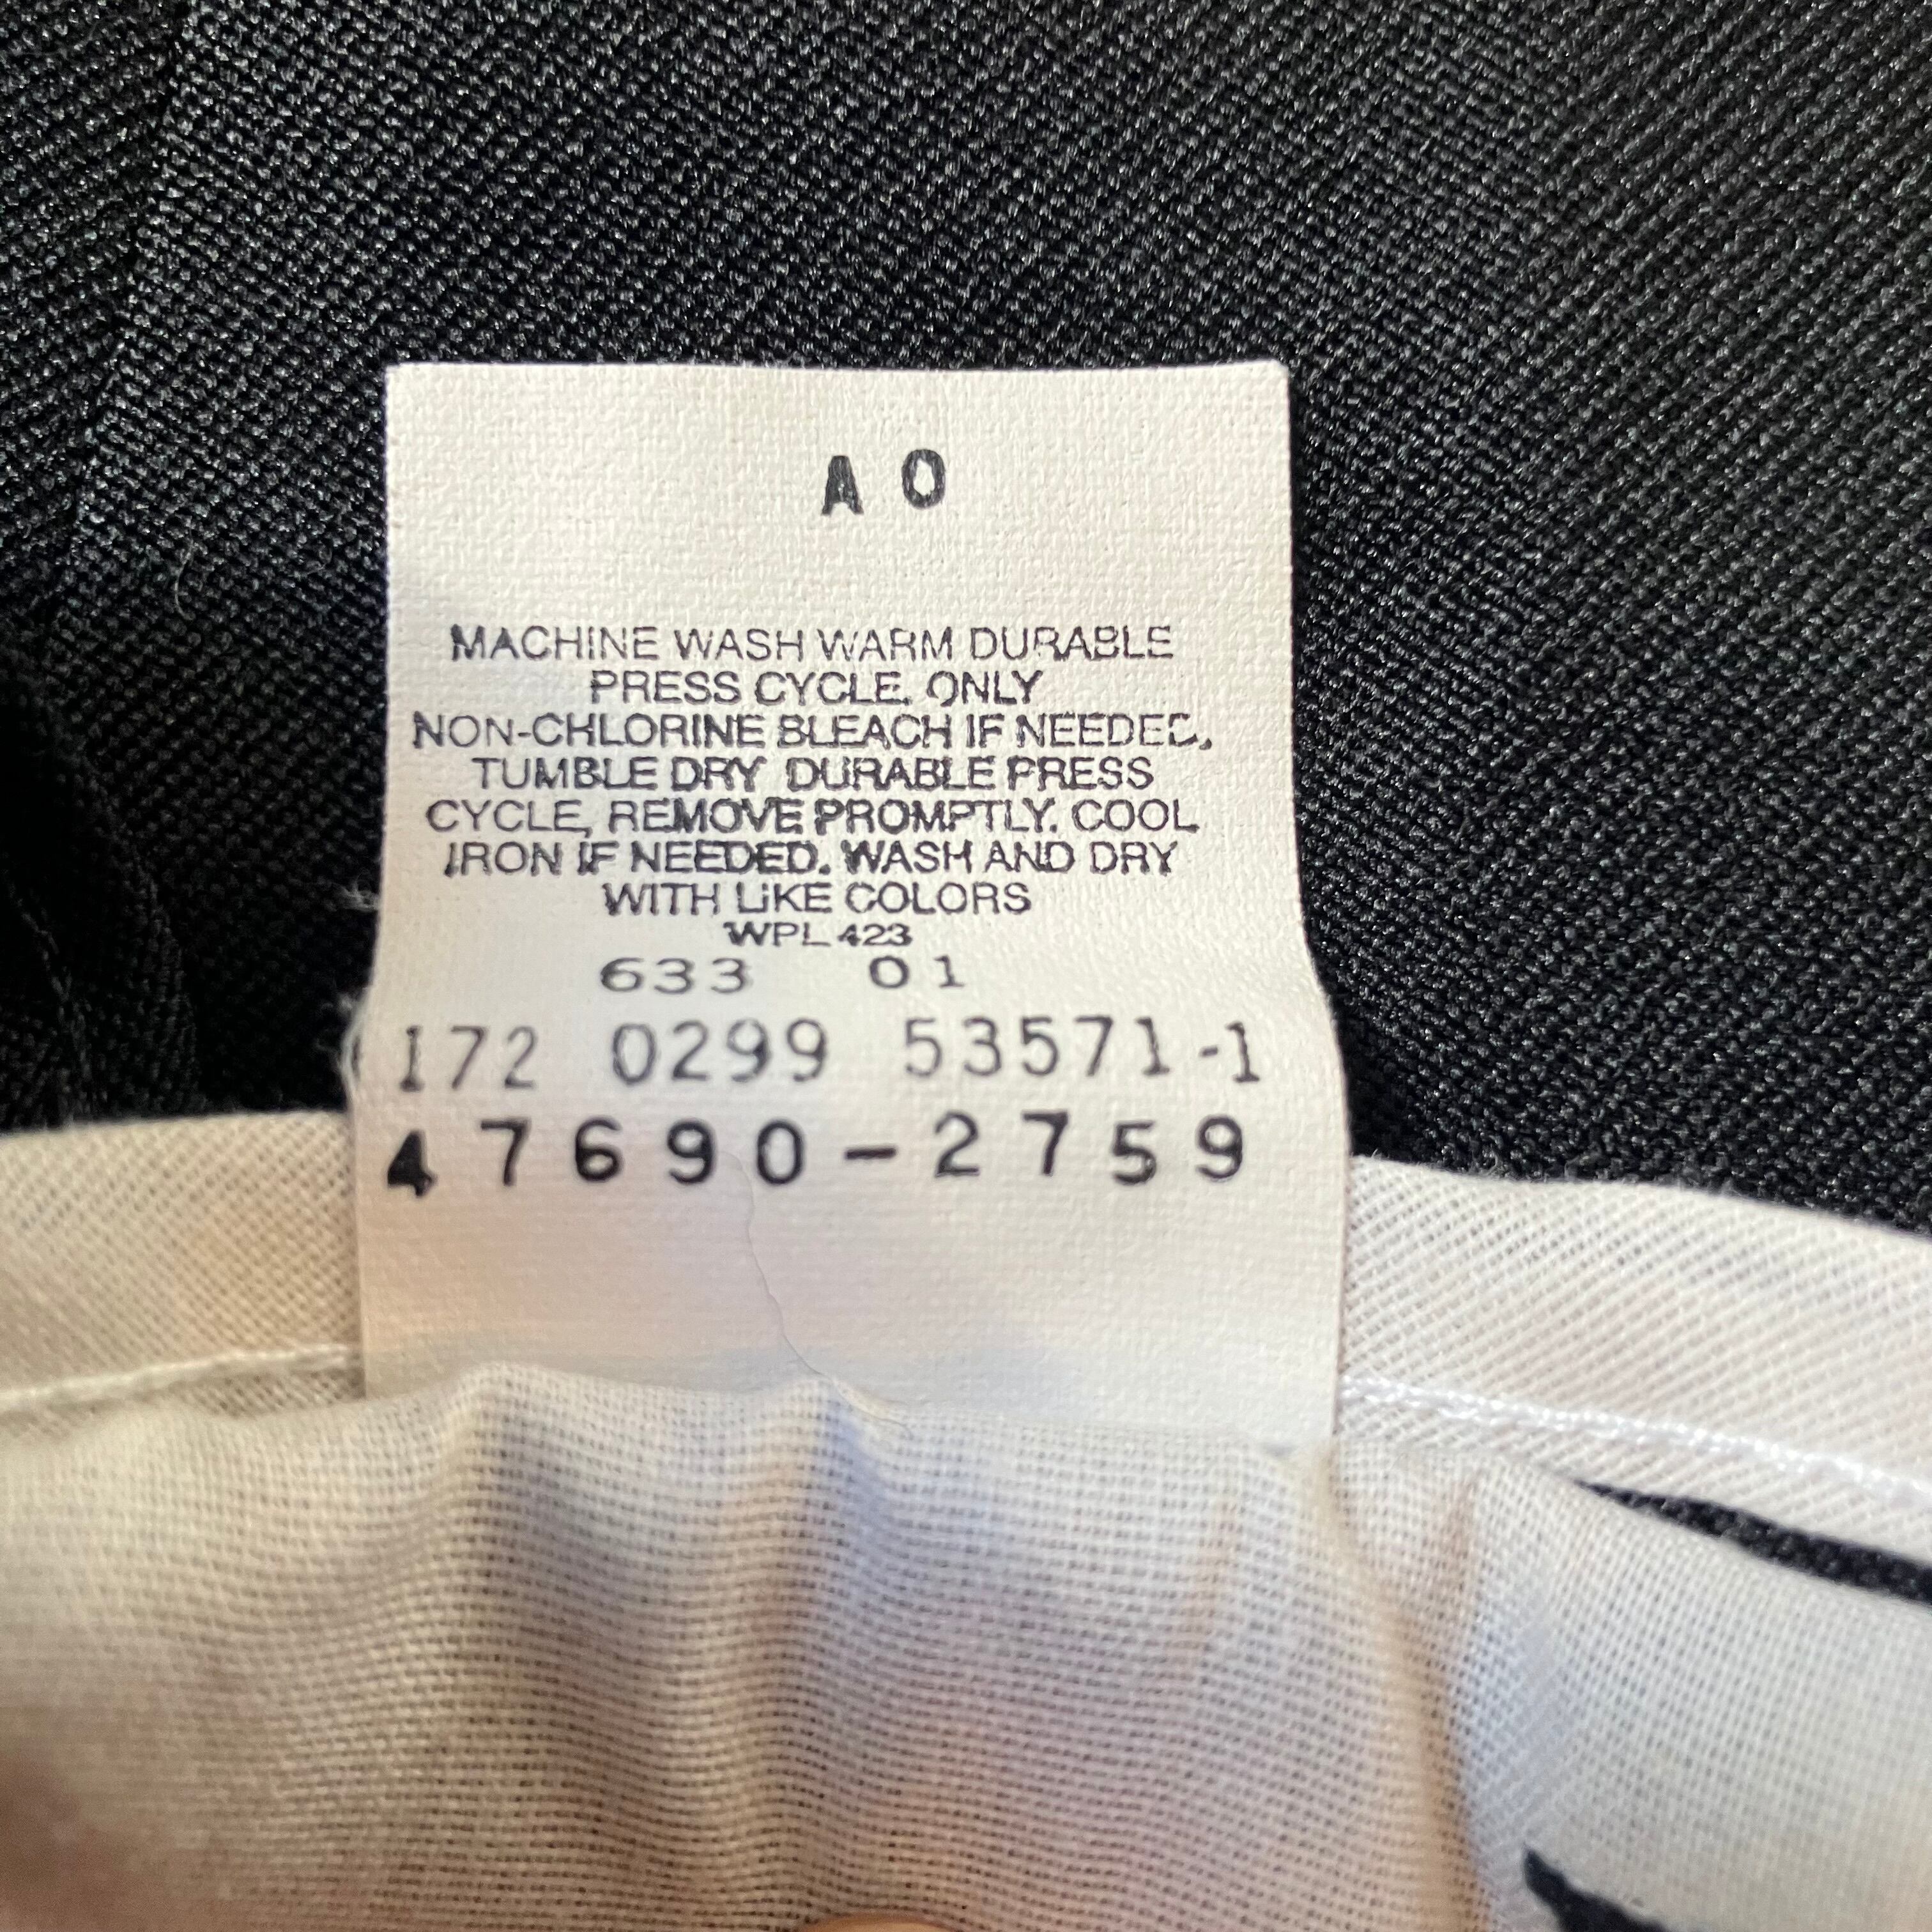 A O
MACHINE WASH WARM DURABLE
PRESS CYCLE. ONLY
NON-CHLORINE BLEACH IF NEEDED,
TUMBLE DRY DURABLE PRESS
CYCLE, REMOVE PROMPTLY. COOL
IRON IF NEEDED. WASH AND DRY
WITH LIKE COLORS
WPL 423
633 01
172 0299 53571-1
47690-2759